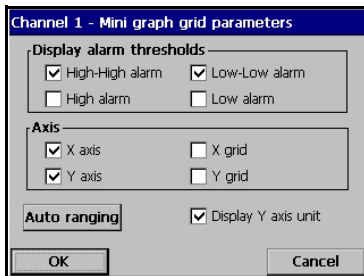 Channel 1 - Mini graph grid parameters
Display alarm thresholds
High-High alarm Low-Low alarm
High alarm Low alarm
Axis
X axis X grid
Y axis Y grid
Auto ranging Display Y axis unit
OK Cancel